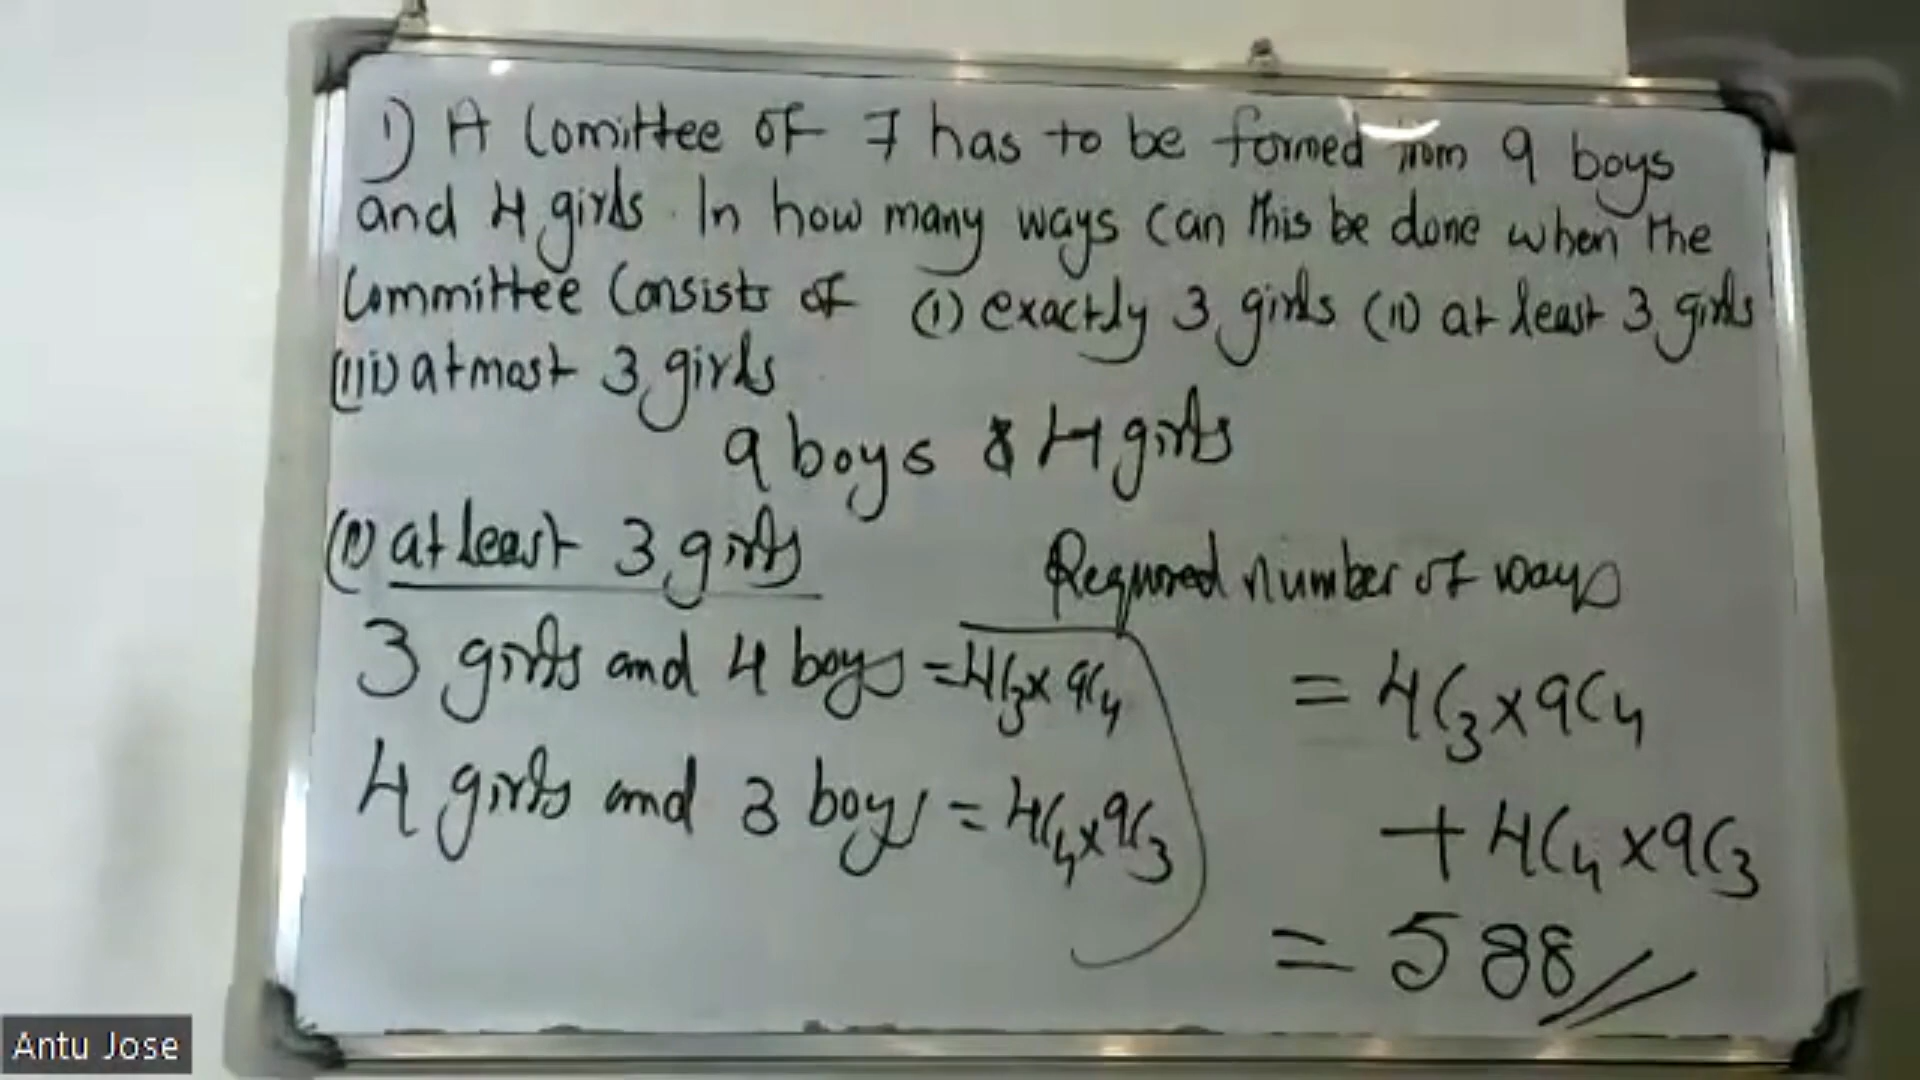 1) A Comittee of 7 has to be formed from 9 boys
and 4 girls. In how many ways can this be done when the
Committee Consists of (i) exactly 3 girls (ii) at least 3 girls
(iii) atmost 3 girls
9 boys & 4 girls
(ii) at least 3 girls
3 girls and 4 boys = 4C₃ x 9C₄
4 girls and 3 boys = 4C₄ x 9C₃
Required number of ways
= 4C₃ x 9C₄
+ 4C₄ x 9C₃
= 588 //
Antu Jose